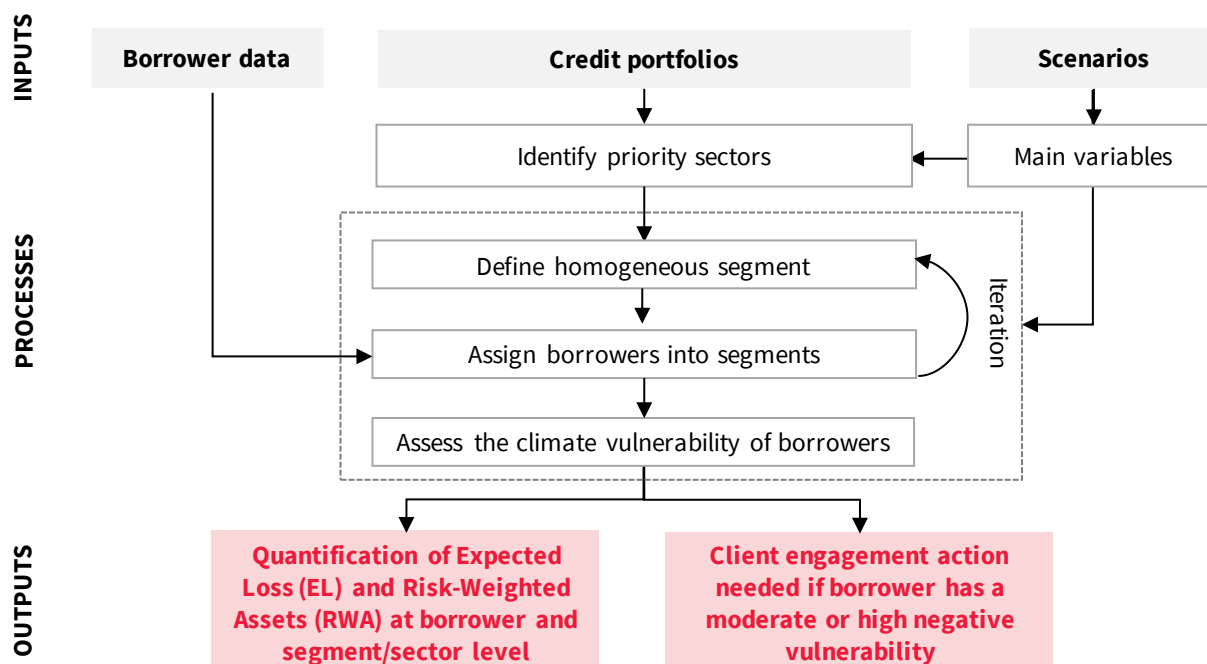 INPUTS
Borrower data
Credit portfolios
Scenarios
Identify priority sectors
Main variables
PROCESSES
Define homogeneous segment
Iteration
Assign borrowers into segments
Assess the climate vulnerability of borrowers
OUTPUTS
Quantification of Expected
Loss (EL) and Risk-Weighted
Assets (RWA) at borrower and
segment/sector level
Client engagement action
needed if borrower has a
moderate or high negative
vulnerability